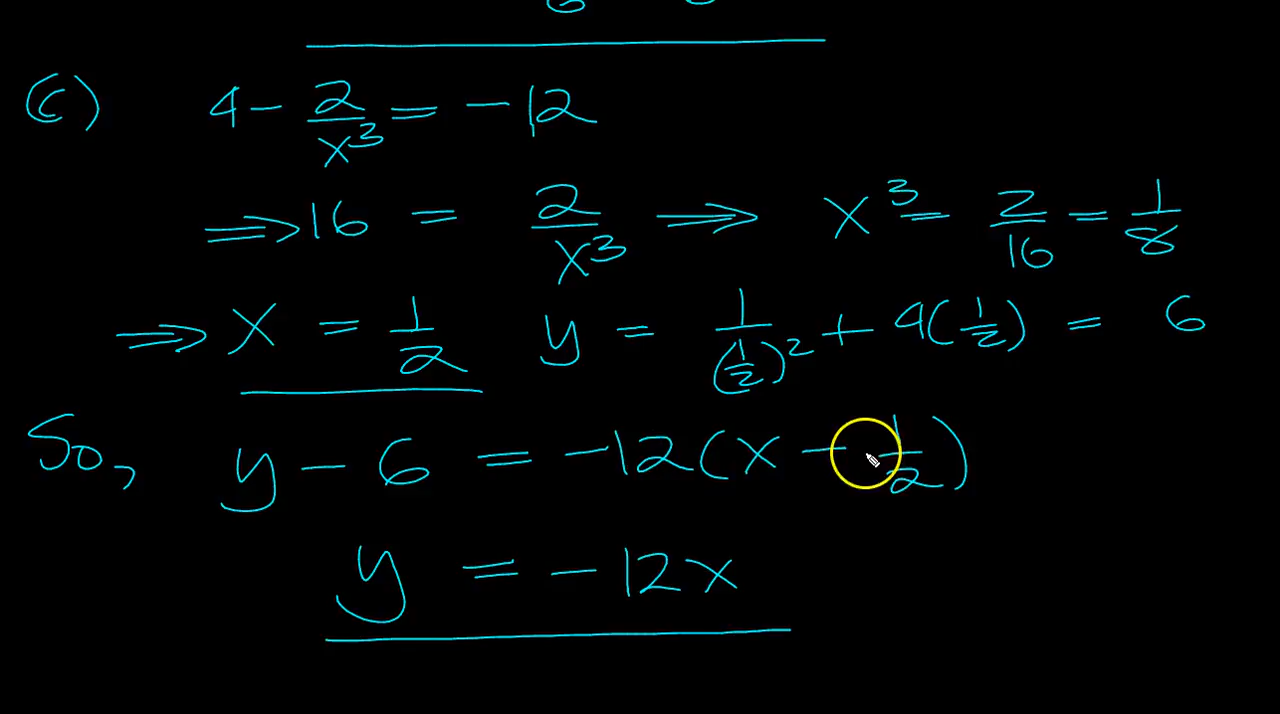 (c) 4 - 2/x³ = -12
⇒ 16 = 2/x³ ⇒ x³ = 2/16 = 1/8
⇒ x = 1/2 y = 1/(1/2)² + 4(1/2) = 6
So, y - 6 = -12(x - 1/2)
y = -12x